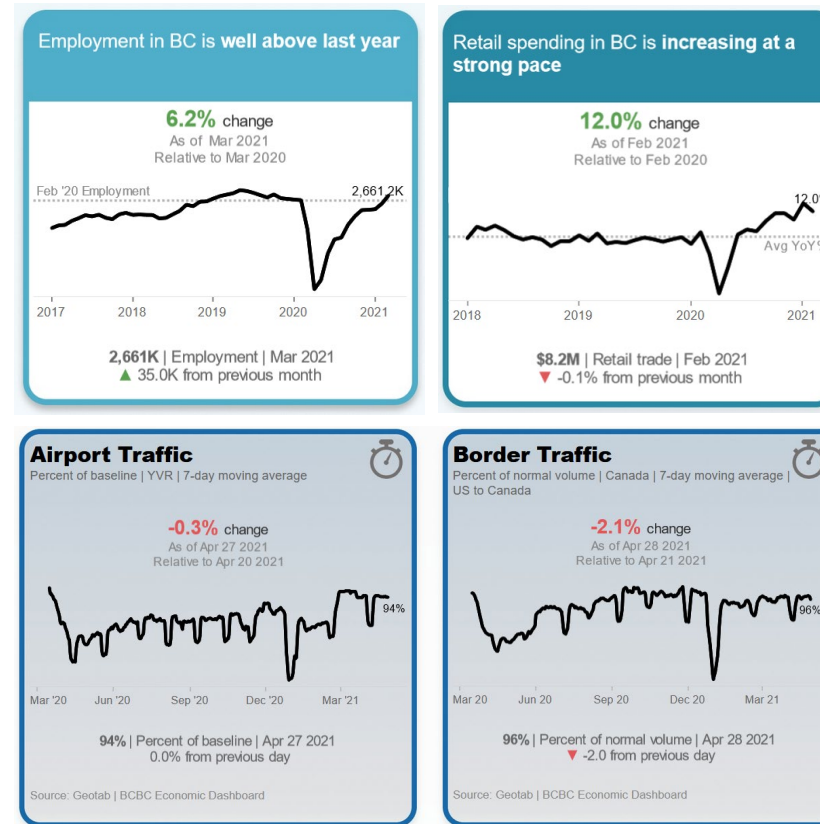 Employment in BC is well above last year
6.2% change
As of Mar 2021
Relative to Mar 2020
Feb '20 Employment
2,661.2K
2017 2018 2019 2020 2021
2,661K | Employment | Mar 2021
▲ 35.0K from previous month
Retail spending in BC is increasing at a
strong pace
12.0% change
As of Feb 2021
Relative to Feb 2020
12.0
Avg YoY
2018 2019 2020 2021
$8.2M | Retail trade | Feb 2021
▼ -0.1% from previous month
Airport Traffic
Percent of baseline | YVR | 7-day moving average
-0.3% change
As of Apr 27 2021
Relative to Apr 20 2021
94%
Mar '20 Jun '20 Sep '20 Dec '20 Mar '21
94% | Percent of baseline | Apr 27 2021
0.0% from previous day
Source: Geotab | BCBC Economic Dashboard
Border Traffic
Percent of normal volume | Canada | 7-day moving average |
US to Canada
-2.1% change
As of Apr 28 2021
Relative to Apr 21 2021
96%
Mar 20 Jun 20 Sep 20 Dec 20 Mar 21
96% | Percent of normal volume | Apr 28 2021
▼ -2.0 from previous day
Source: Geotab | BCBC Economic Dashboard